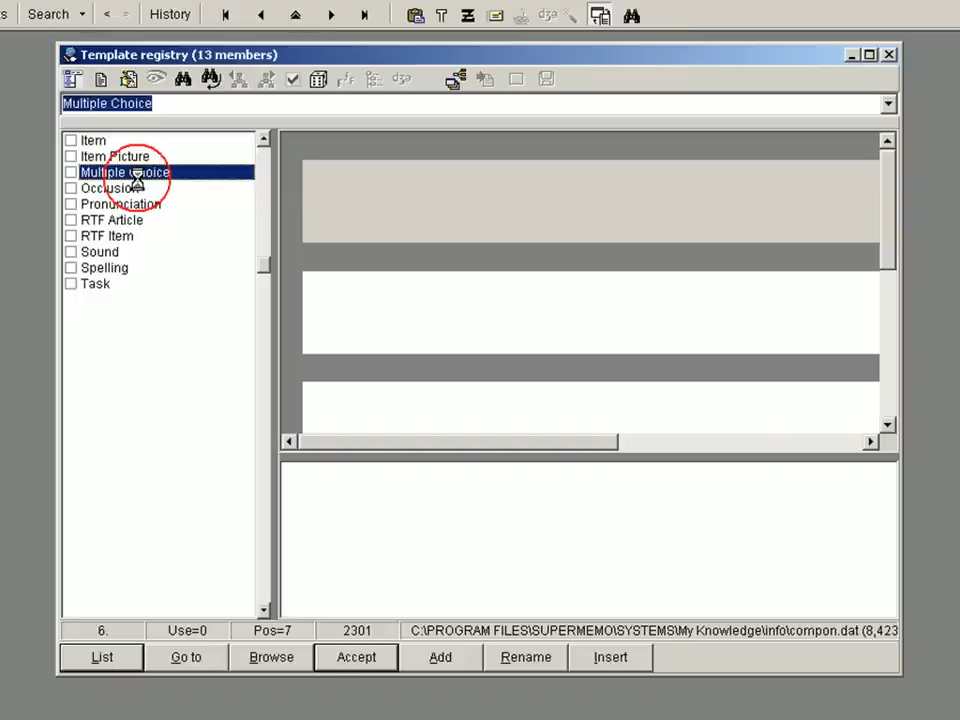 s Search History
Template registry (13 members)
Multiple Choice
Item
Item Picture
Multiple Choice
Occlusion
Pronunciation
RTF Article
RTF Item
Sound
Spelling
Task
6. Use=0 Pos=7 2301 C:\PROGRAM FILES\SUPERMEMO\SYSTEMS\My Knowledge\info\compon.dat (8,423
List Go to Browse Accept Add Rename Insert